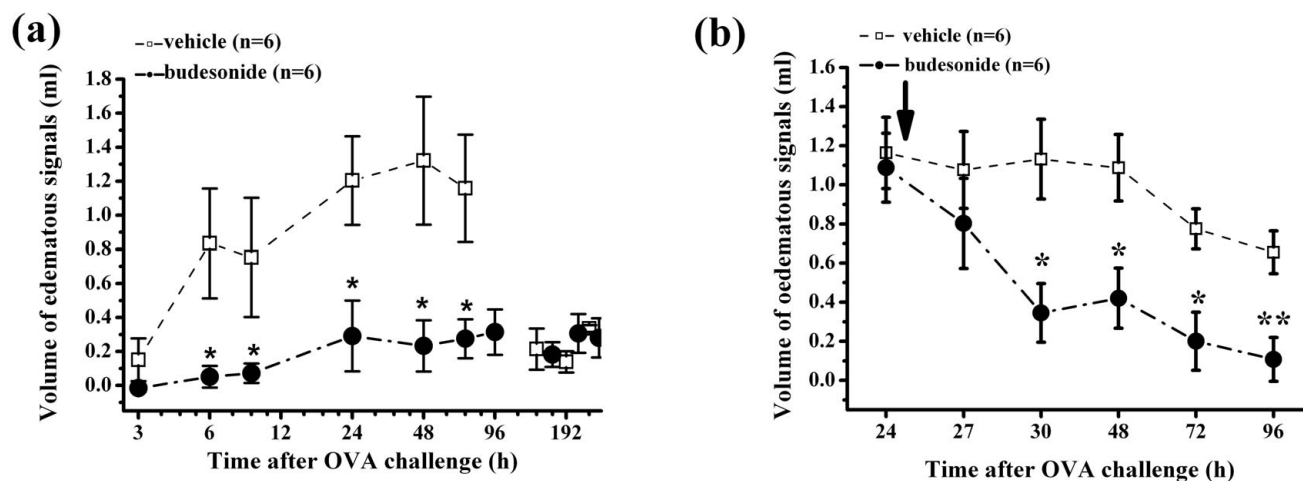 (a)
vehicle (n=6)
budesonide (n=6)
Volume of edematous signals (ml)
1.8
1.6
1.4
1.2
1.0
0.8
0.6
0.4
0.2
0.0
* * * * *
3 6 12 24 48 96 192
Time after OVA challenge (h)
(b)
vehicle (n=6)
budesonide (n=6)
Volume of oedematous signals (ml)
1.6
1.4
1.2
1.0
0.8
0.6
0.4
0.2
0.0
* * * **
24 27 30 48 72 96
Time after OVA challenge (h)